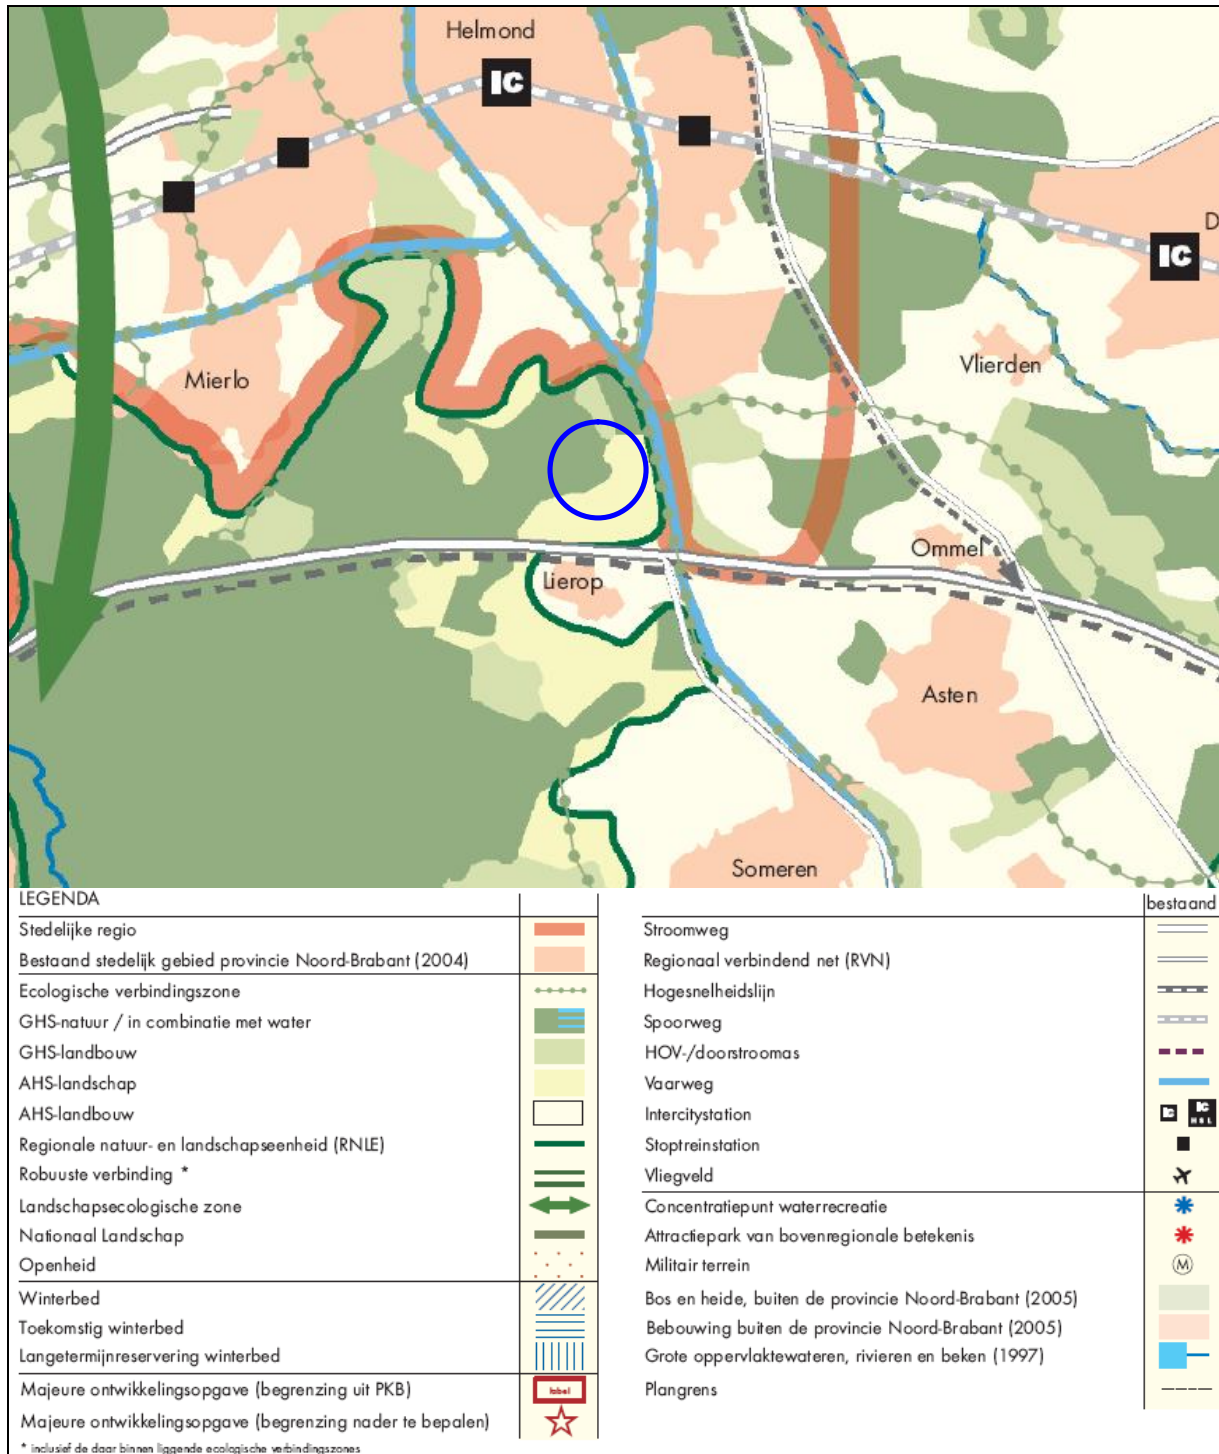 Helmond
IC
D
IC
Vlierden
Mierlo
Ommel
Lierop
Asten
Someren
LEGENDA
Stedelijke regio
Bestaand stedelijk gebied provincie Noord-Brabant (2004)
Ecologische verbindingszone
GHS-natuur / in combinatie met water
GHS-landbouw
AHS-landschap
AHS-landbouw
Regionale natuur- en landschapseenheid (RNLE)
Robuuste verbinding *
Landschapsecologische zone
Nationaal Landschap
Openheid
Winterbed
Toekomstig winterbed
Langetermijnreservering winterbed
Majeure ontwikkelingsopgave (begrenzing uit PKB)
label
Majeure ontwikkelingsopgave (begrenzing nader te bepalen)
* inclusief de daar binnen liggende ecologische verbindingszones
bestaand
Stroomweg
Regionaal verbindend net (RVN)
Hogesnelheidslijn
Spoorweg
HOV-/doorstroomas
Vaarweg
Intercitystation
IC
IC
HSL
Stoptreinstation
Vliegveld
Concentratiepunt waterrecreatie
Attractiepark van bovenregionale betekenis
Militair terrein
M
Bos en heide, buiten de provincie Noord-Brabant (2005)
Bebouwing buiten de provincie Noord-Brabant (2005)
Grote oppervlaktewateren, rivieren en beken (1997)
Plangrens